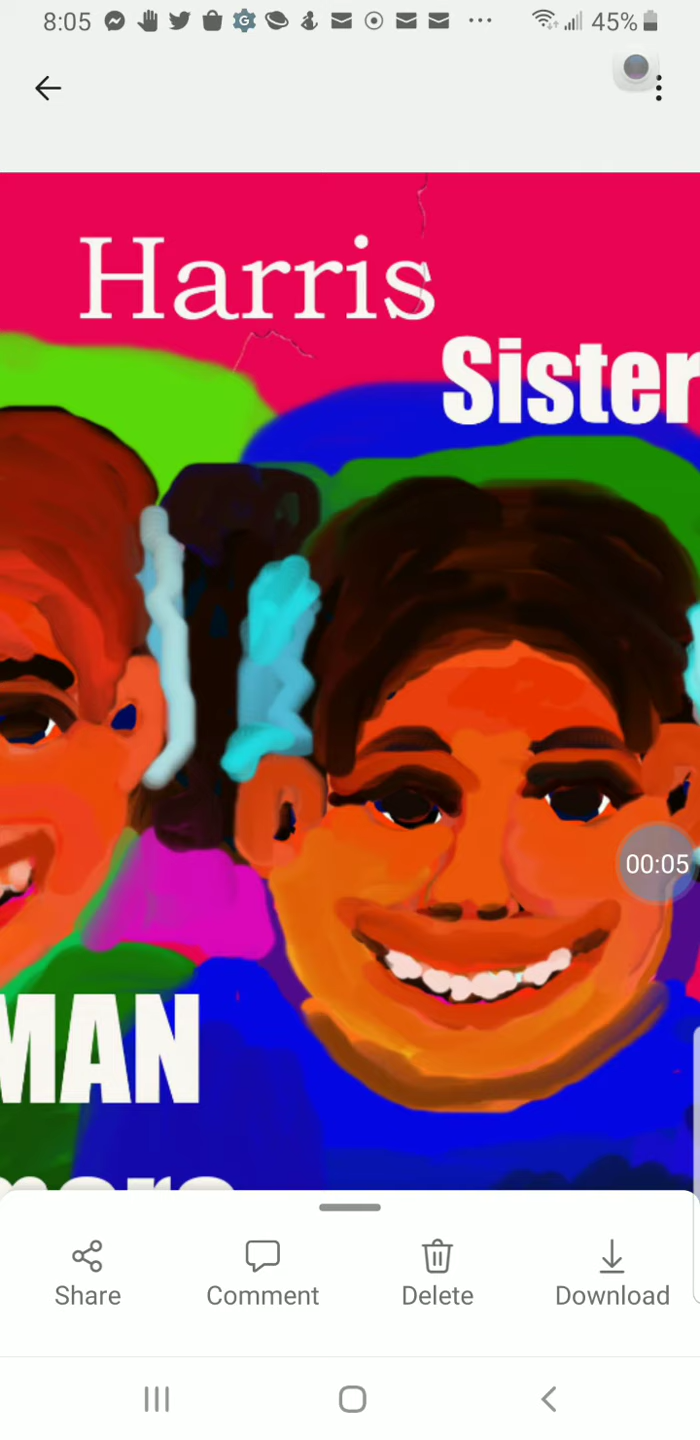 8:05
45%
Harris
Sister
00:05
MAN
Share
Comment
Delete
Download